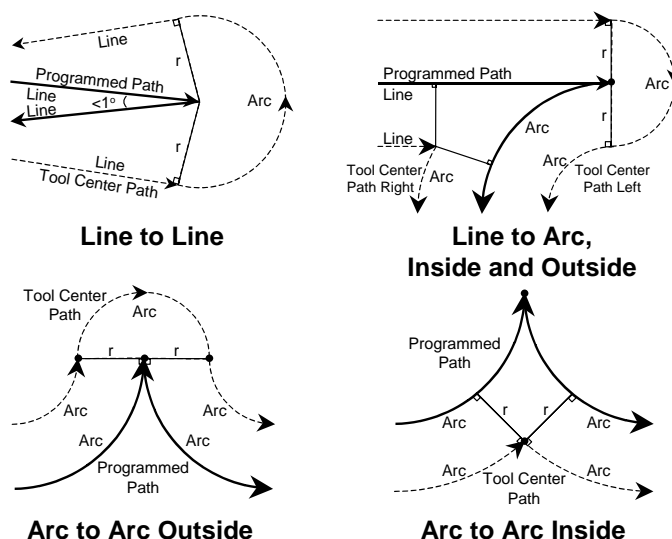 Line
r
Programmed Path
Line
Line
<1°
Arc
r
Line
Tool Center Path
Line to Line
r
Programmed Path
Arc
Line
r
Arc
Line
Arc
Tool Center
Path Right
Arc
Tool Center
Path Left
Line to Arc,
Inside and Outside
Tool Center
Path
Arc
r
r
Arc
Arc
Arc
Arc
Programmed
Path
Arc to Arc Outside
Programmed
Path
r
r
Arc
Arc
Arc
Arc
Tool Center
Path
Arc to Arc Inside